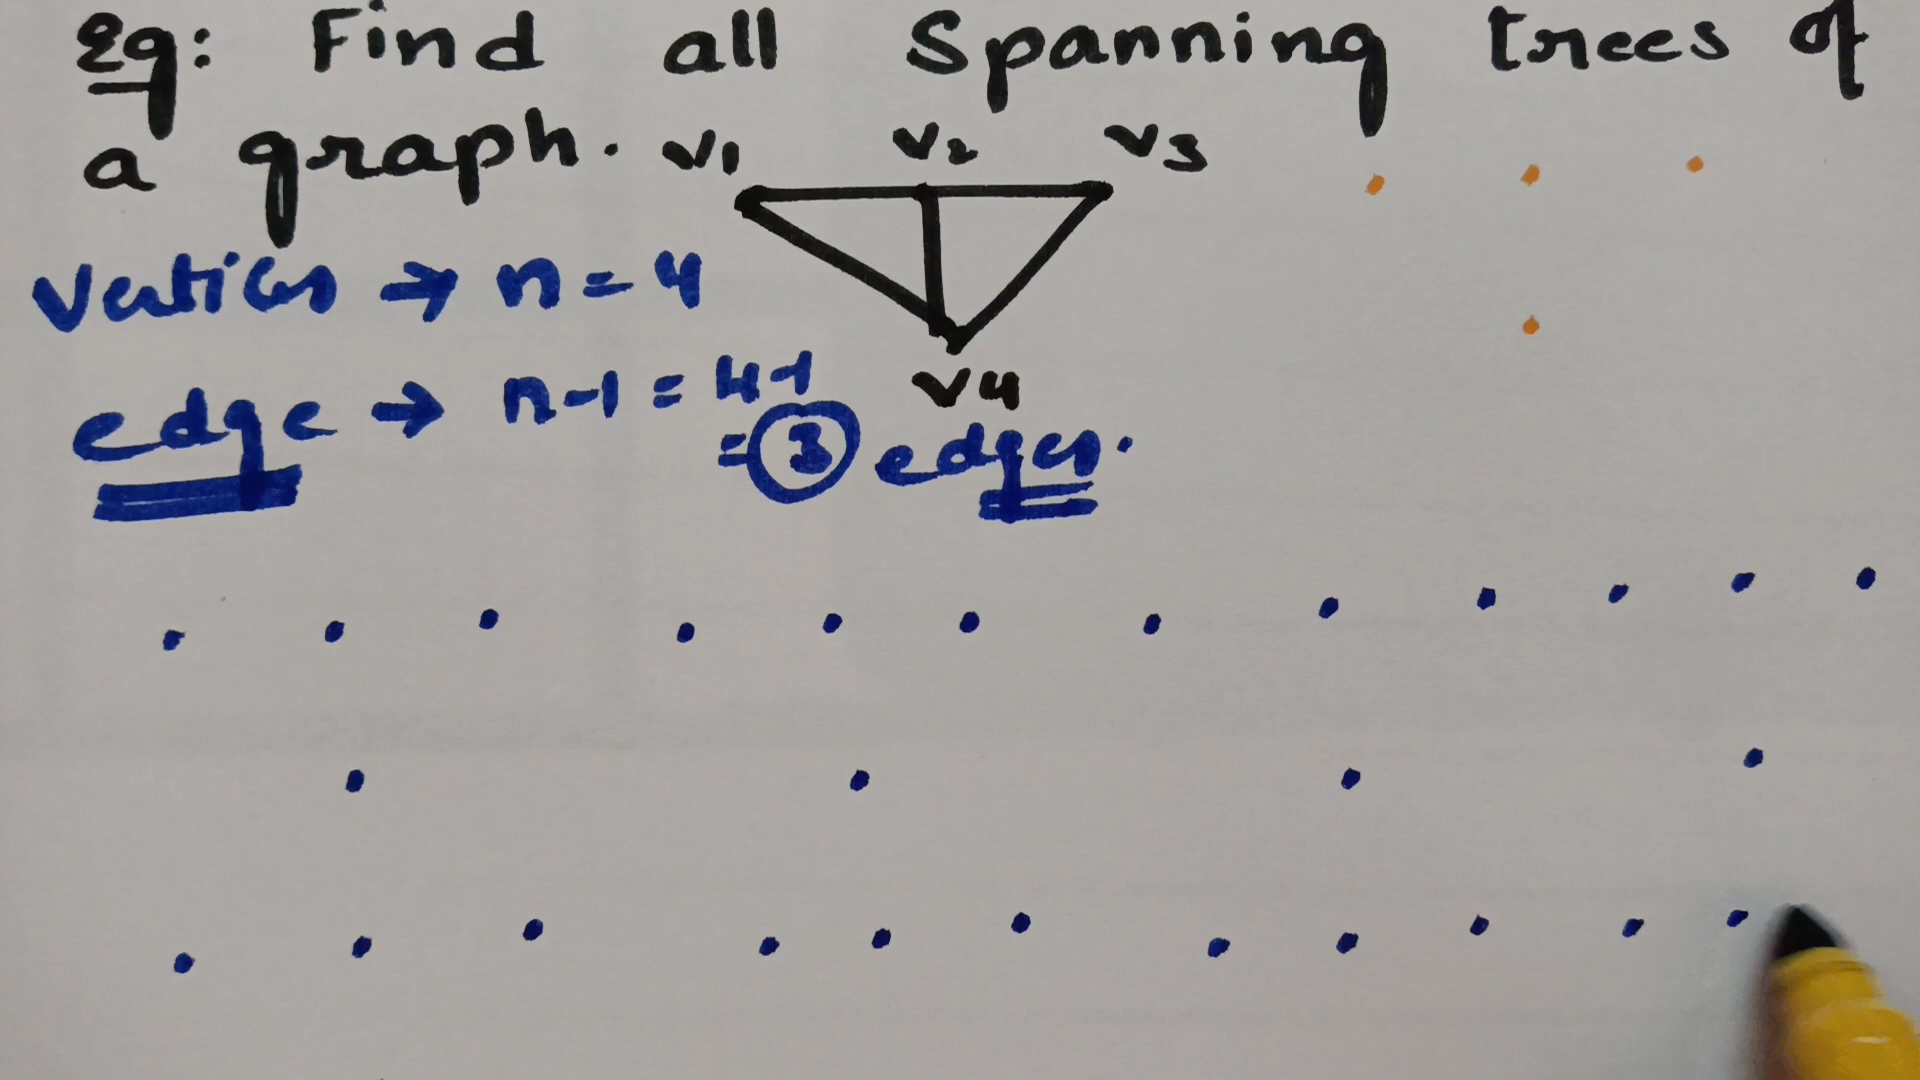 Eg: Find all Spanning trees of
a graph. v1 v2 v3
Vertices → n = 4
edge → n-1 = 4-1 v4
= 3 edges.